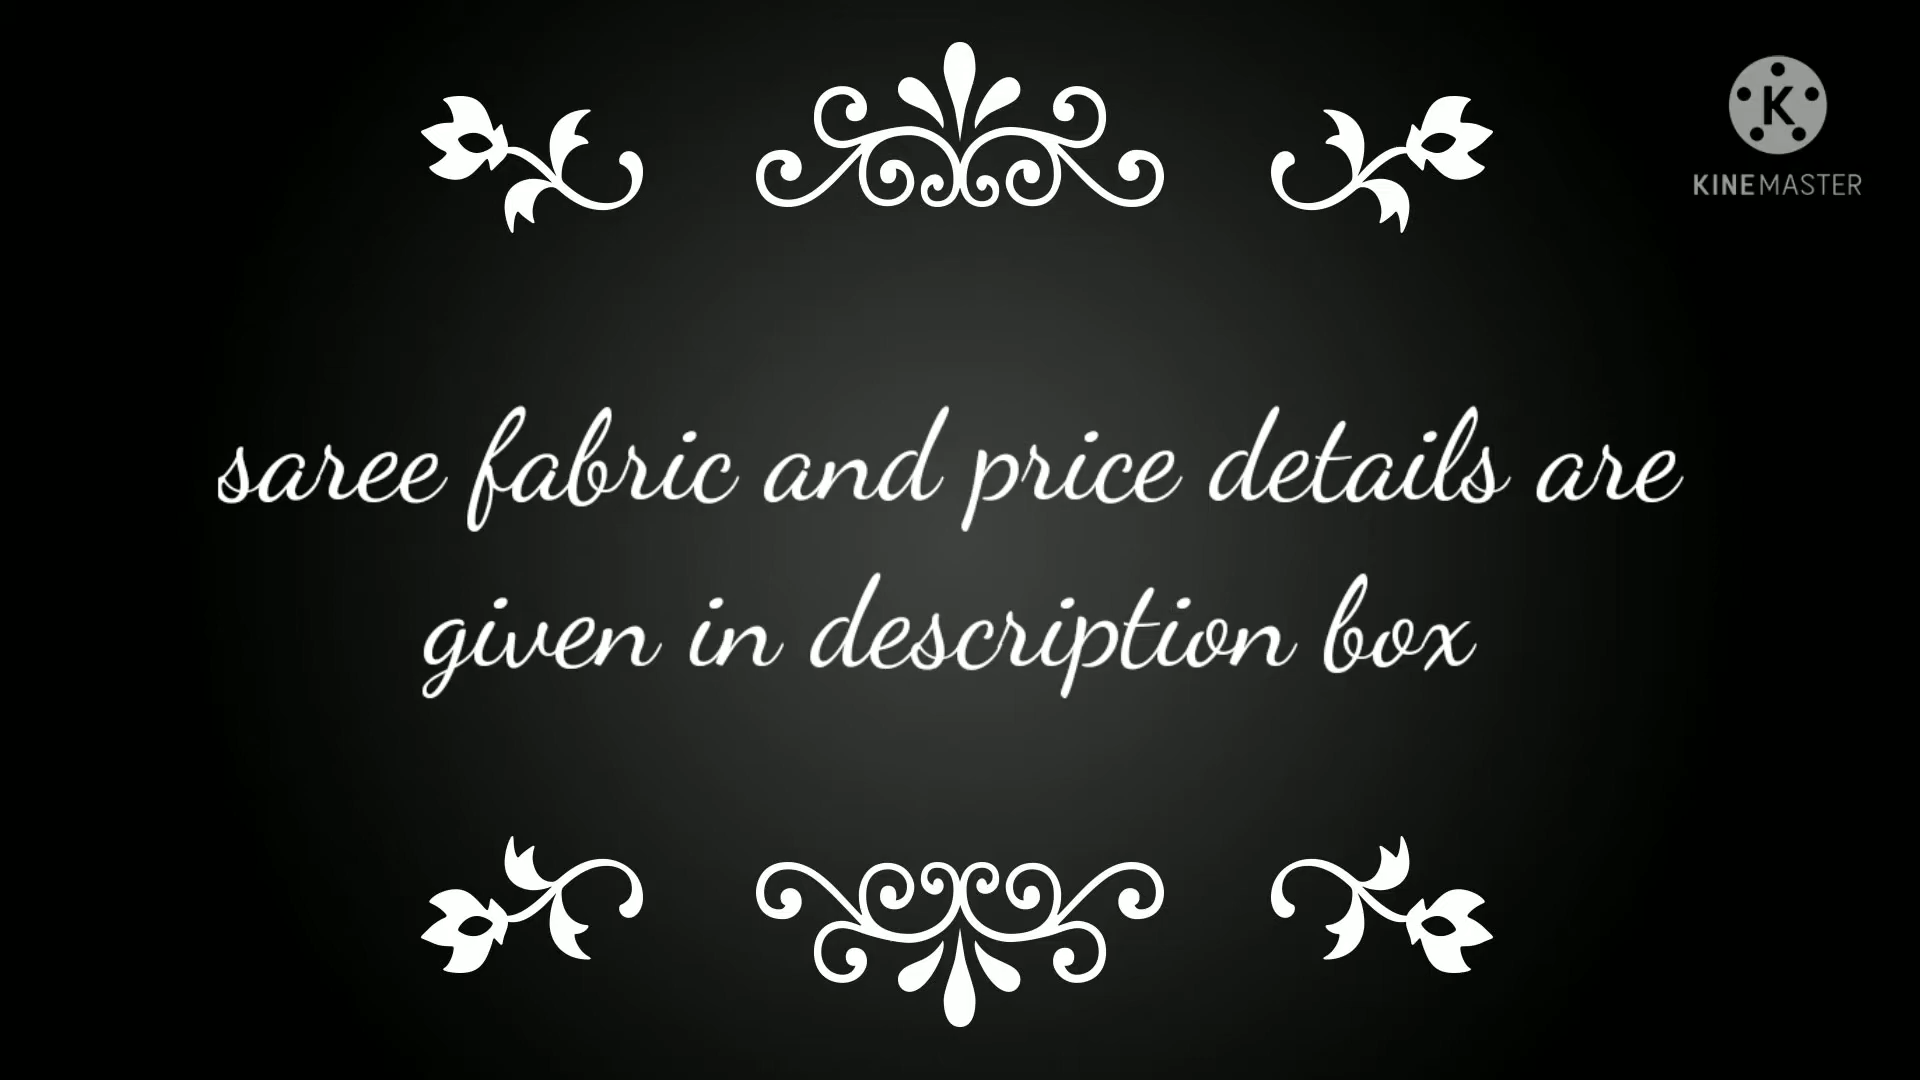 K
KINEMASTER
saree fabric and price details are
given in description box